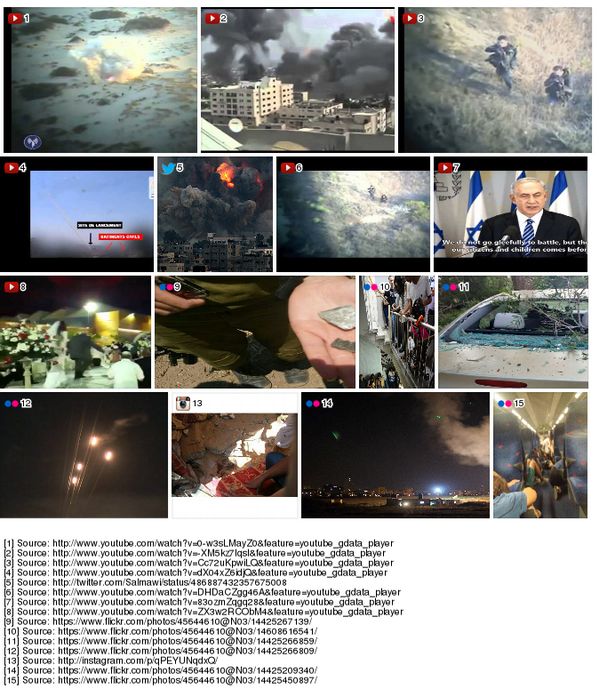 1
2
3
4
5
6
7
SITE DE LANCEMENT
BATIMENTS CIVILS
We do not go gleefully to battle, but the
our citizens and children comes before
8
9
10
11
12
13
14
15
[1] Source: http://www.youtube.com/watch?v=0-w3sLMayZ0&feature=youtube_gdata_player
[2] Source: http://www.youtube.com/watch?v=-XM5kz7lqsI&feature=youtube_gdata_player
[3] Source: http://www.youtube.com/watch?v=Cc72uKpwiLQ&feature=youtube_gdata_player
[4] Source: http://www.youtube.com/watch?v=dX04xZ6idjQ&feature=youtube_gdata_player
[5] Source: http://twitter.com/Salmawi/status/486887432357675008
[6] Source: http://www.youtube.com/watch?v=DHDaCZgg46A&feature=youtube_gdata_player
[7] Source: http://www.youtube.com/watch?v=83ozmZqgq28&feature=youtube_gdata_player
[8] Source: http://www.youtube.com/watch?v=ZX3w2RCObM4&feature=youtube_gdata_player
[9] Source: https://www.flickr.com/photos/45644610@N03/14425267139/
[10] Source: https://www.flickr.com/photos/45644610@N03/14608616541/
[11] Source: https://www.flickr.com/photos/45644610@N03/14425266859/
[12] Source: https://www.flickr.com/photos/45644610@N03/14425266809/
[13] Source: http://instagram.com/p/qPEYUNqdxQ/
[14] Source: https://www.flickr.com/photos/45644610@N03/14425209340/
[15] Source: https://www.flickr.com/photos/45644610@N03/14425450897/